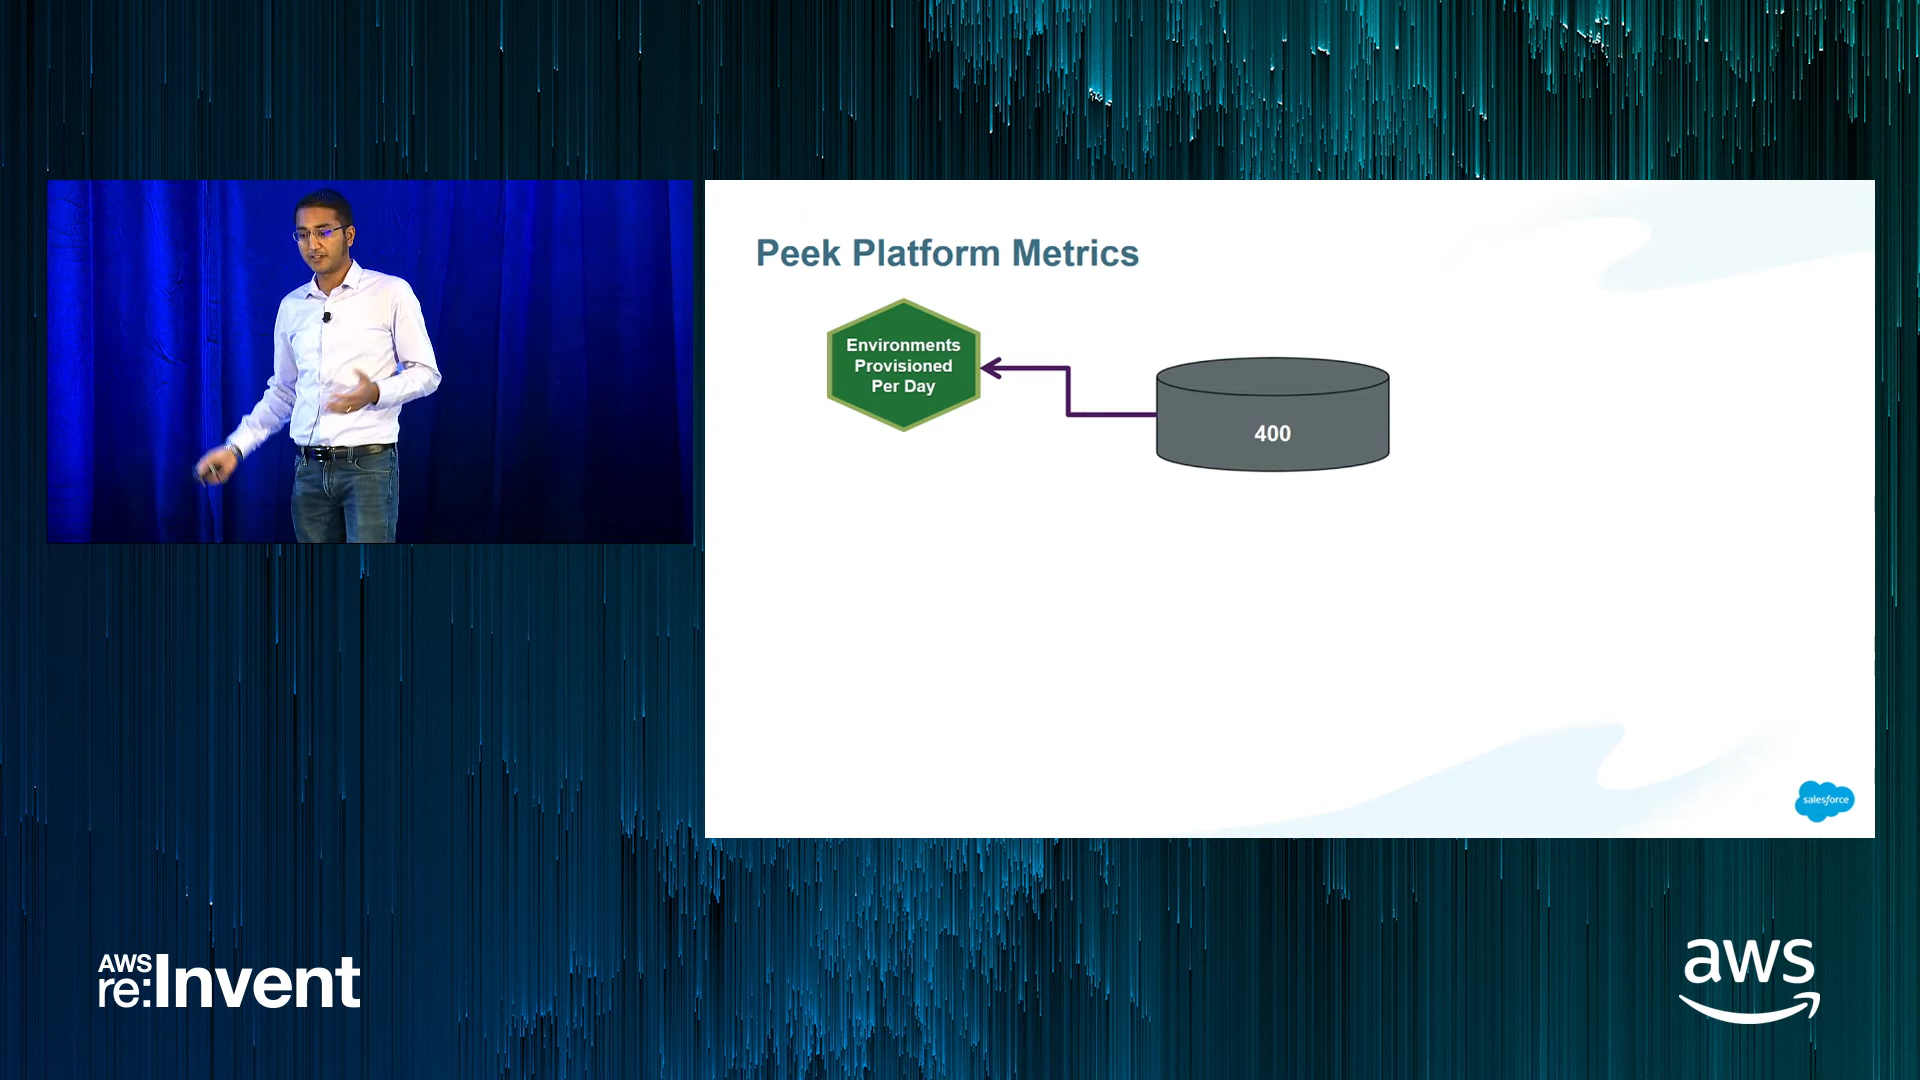 Peek Platform Metrics
Environments
Provisioned
Per Day
400
salesforce
AWS
re:Invent
aws